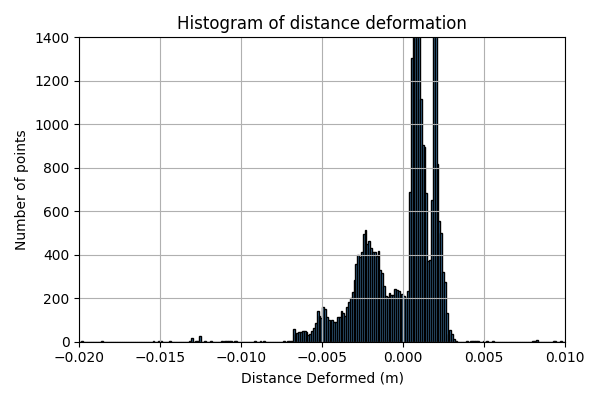 Histogram of distance deformation
1400
1200
1000
800
600
400
200
0
Number of points
−0.020 −0.015 −0.010 −0.005 0.000 0.005 0.010
Distance Deformed (m)